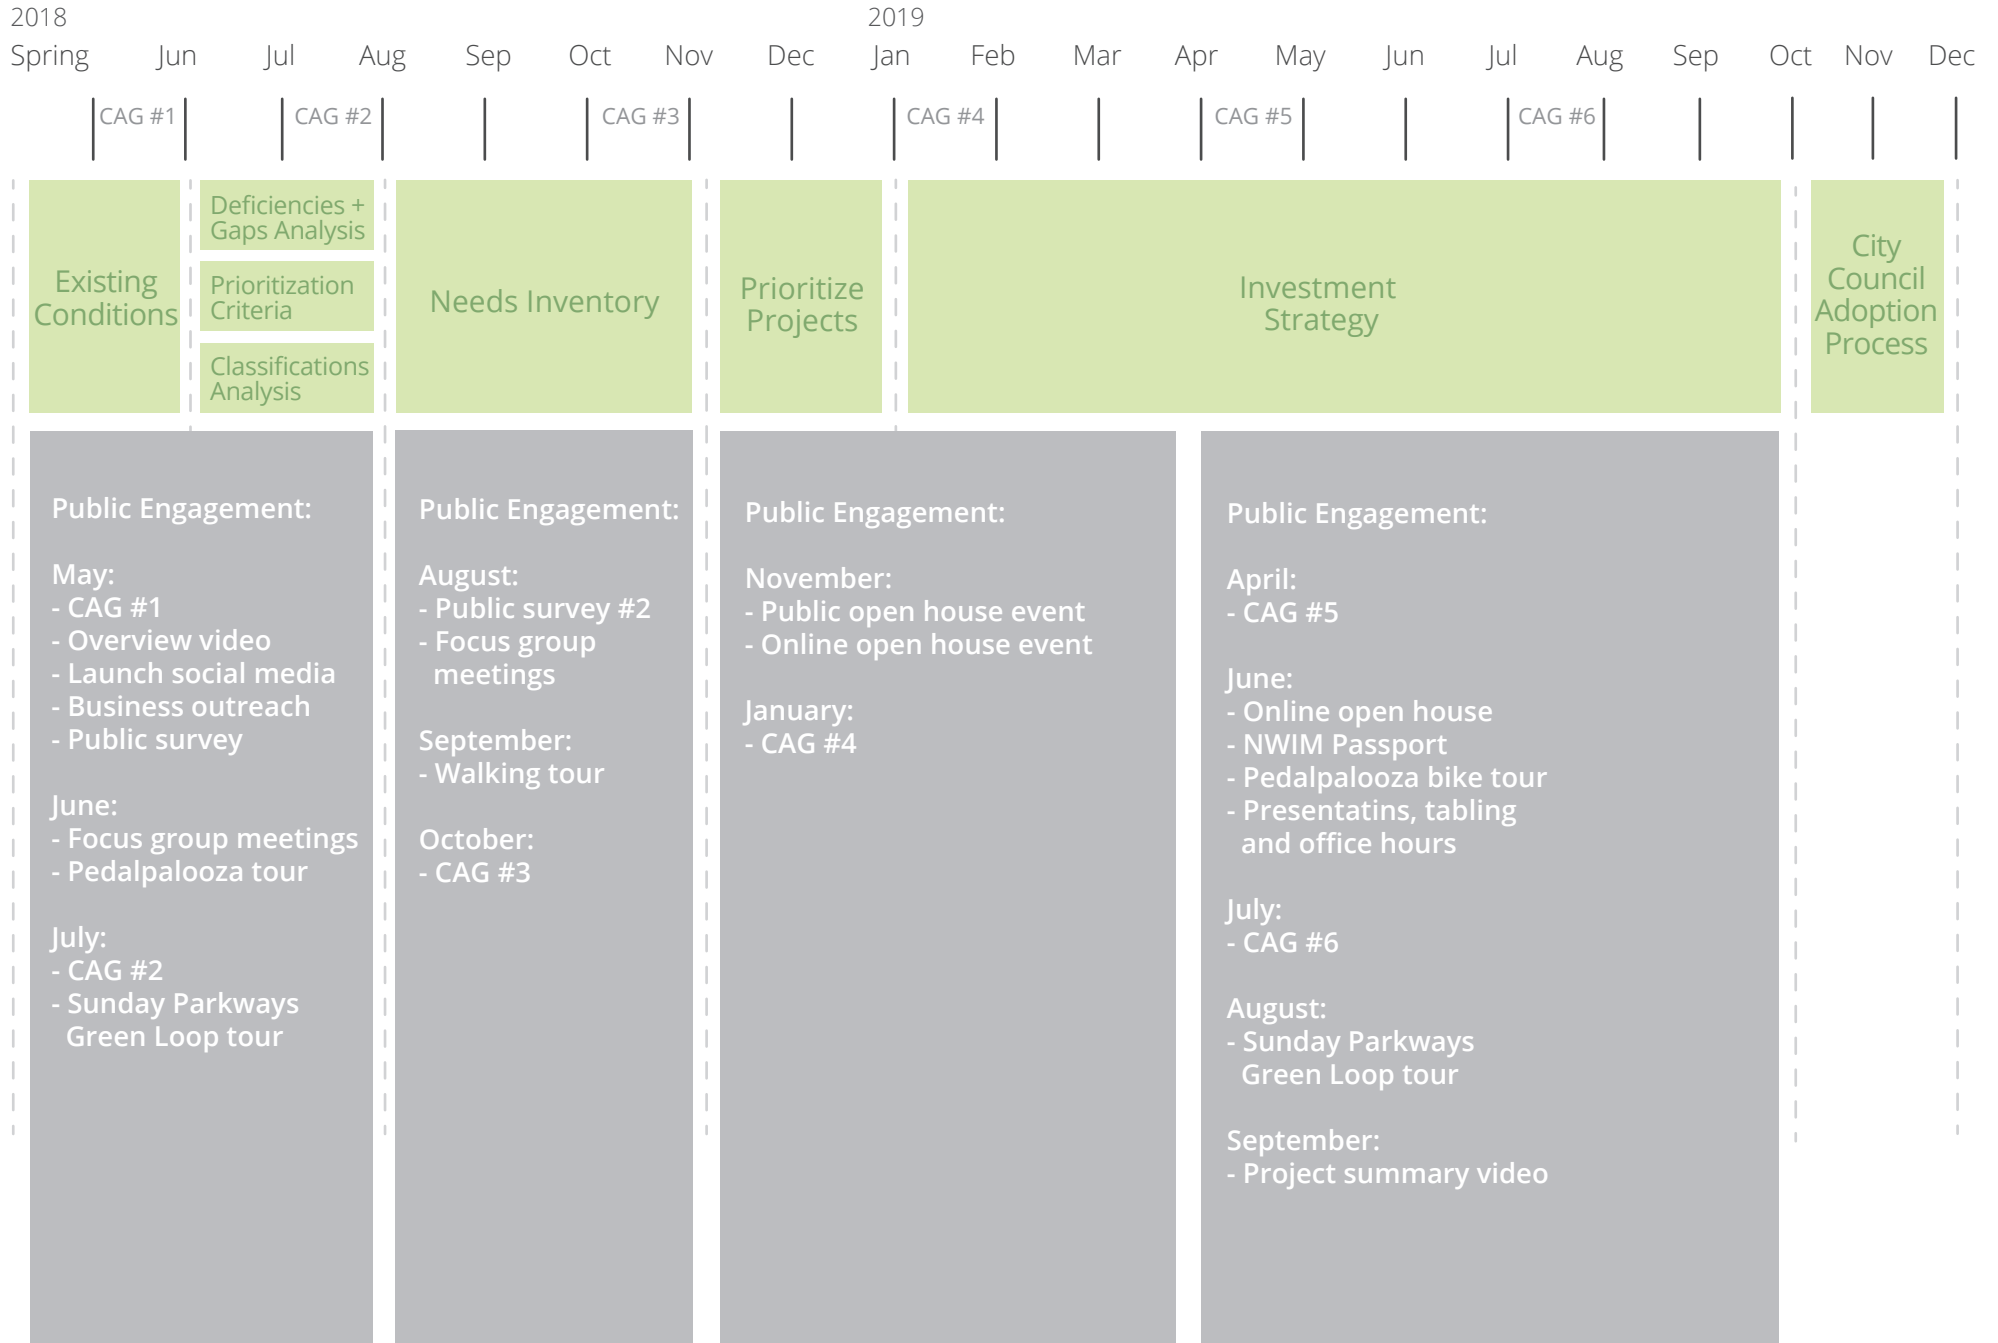 2018
2019
Spring Jun Jul Aug Sep Oct Nov Dec Jan Feb Mar Apr May Jun Jul Aug Sep Oct Nov Dec
CAG #1 CAG #2 CAG #3 CAG #4 CAG #5 CAG #6
Existing
Conditions
Deficiencies +
Gaps Analysis
Prioritization
Criteria
Classifications
Analysis
Needs Inventory
Prioritize
Projects
Investment
Strategy
City
Council
Adoption
Process
Public Engagement:
May:
- CAG #1
- Overview video
- Launch social media
- Business outreach
- Public survey
June:
- Focus group meetings
- Pedalpalooza tour
July:
- CAG #2
- Sunday Parkways
Green Loop tour
Public Engagement:
August:
- Public survey #2
- Focus group
meetings
September:
- Walking tour
October:
- CAG #3
Public Engagement:
November:
- Public open house event
- Online open house event
January:
- CAG #4
Public Engagement:
April:
- CAG #5
June:
- Online open house
- NWIM Passport
- Pedalpalooza bike tour
- Presentatins, tabling
and office hours
July:
- CAG #6
August:
- Sunday Parkways
Green Loop tour
September:
- Project summary video